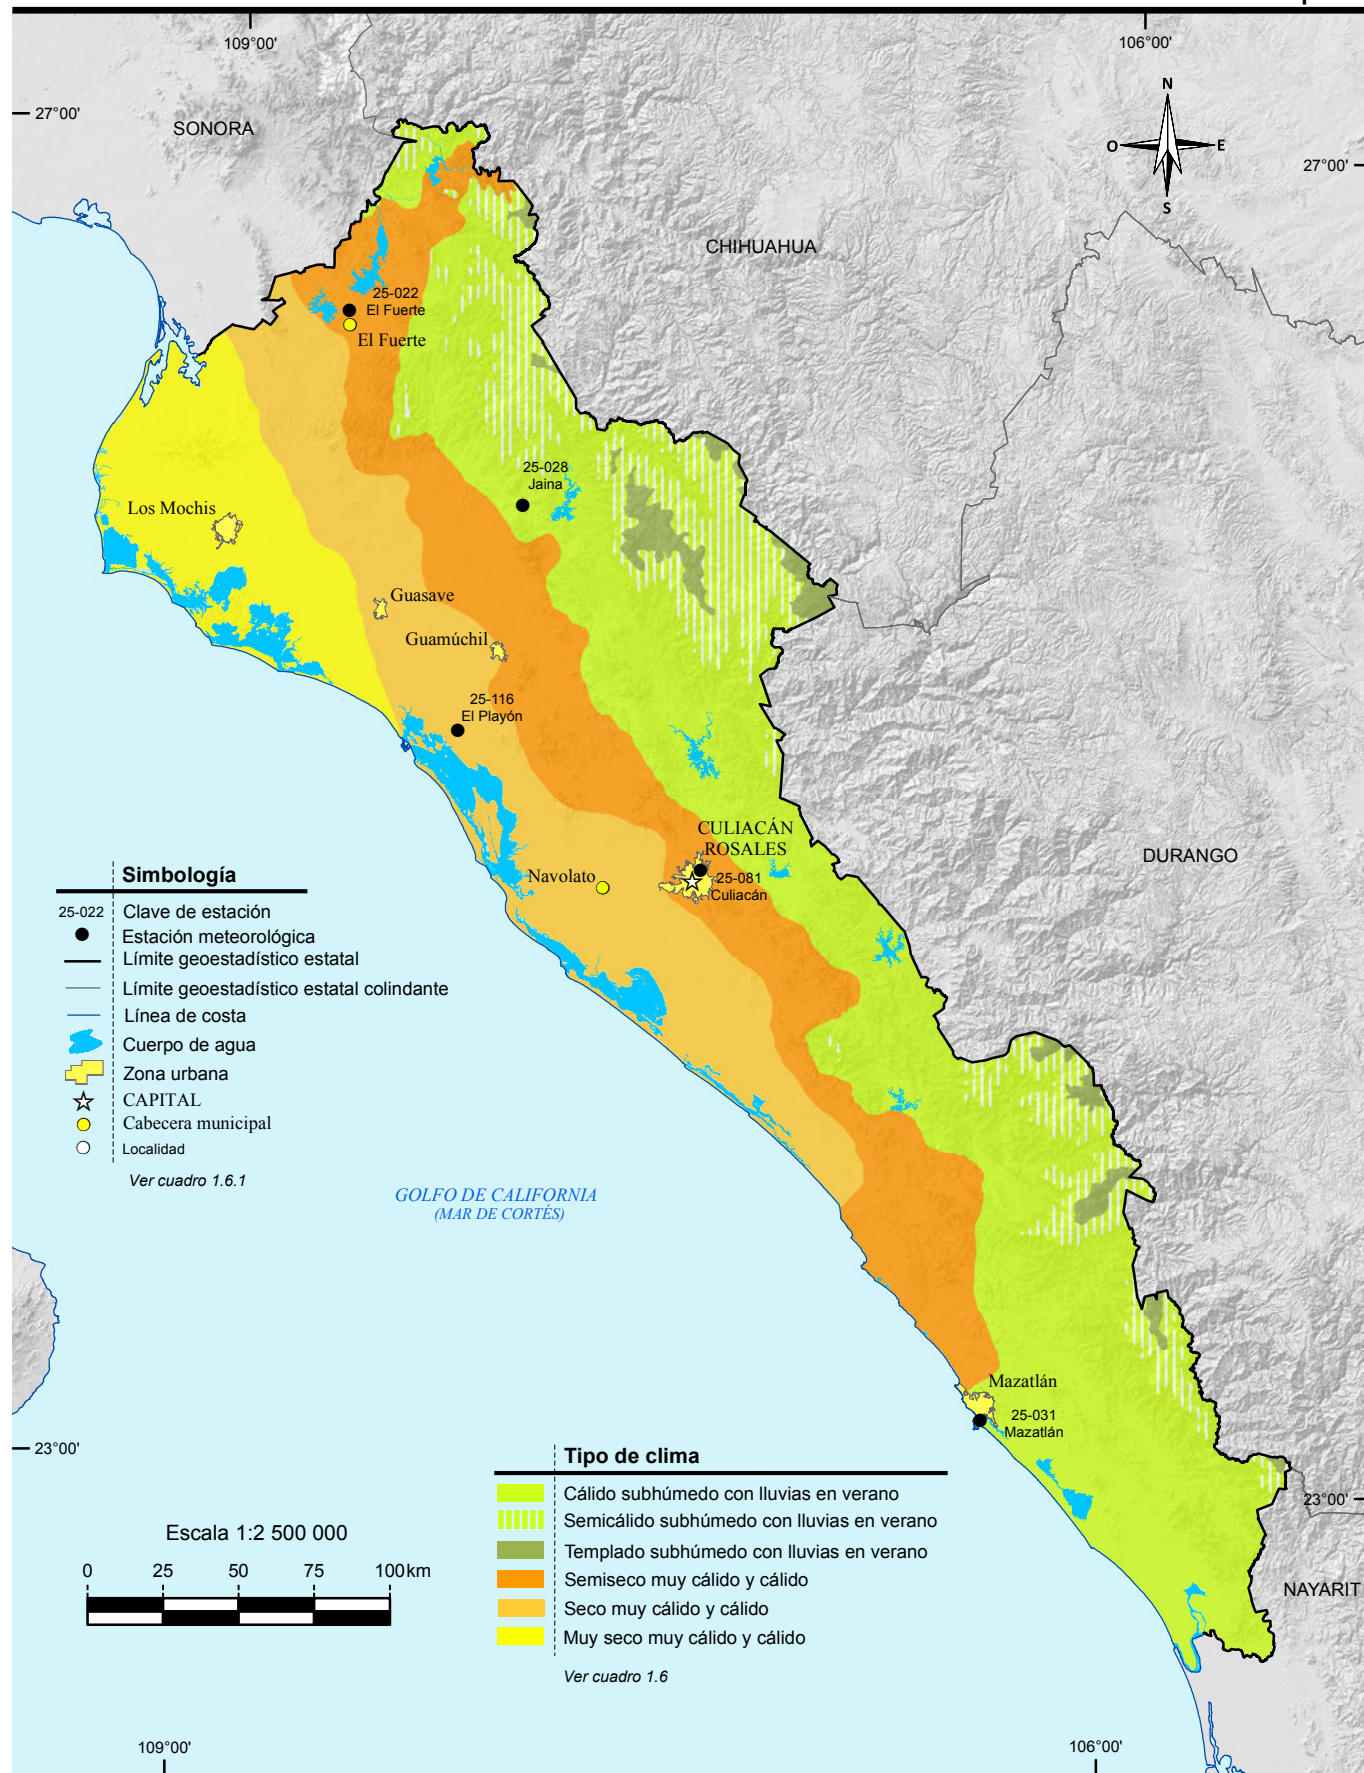 109°00'
106°00'
27°00'
27°00'
SONORA
N
O
E
S
CHIHUAHUA
25-022
El Fuerte
El Fuerte
25-028
Jaina
Los Mochis
Guasave
Guamúchil
25-116
El Playón
CULIACÁN
ROSALES
25-081
Culiacán
Navolato
DURANGO
Simbología
25-022 Clave de estación
Estación meteorológica
Límite geoestadístico estatal
Límite geoestadístico estatal colindante
Línea de costa
Cuerpo de agua
Zona urbana
CAPITAL
Cabecera municipal
Localidad
Ver cuadro 1.6.1
GOLFO DE CALIFORNIA
(MAR DE CORTÉS)
Mazatlán
25-031
Mazatlán
23°00'
23°00'
Tipo de clima
Cálido subhúmedo con lluvias en verano
Semicálido subhúmedo con lluvias en verano
Templado subhúmedo con lluvias en verano
Semiseco muy cálido y cálido
Seco muy cálido y cálido
Muy seco muy cálido y cálido
Ver cuadro 1.6
Escala 1:2 500 000
0 25 50 75 100 km
NAYARIT
109°00'
106°00'